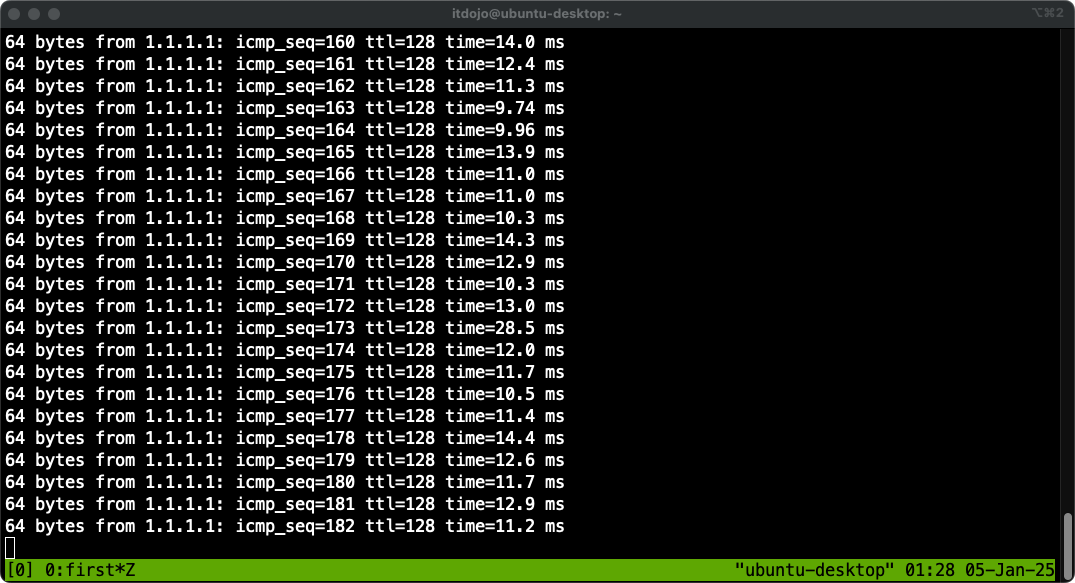 itdojo@ubuntu-desktop: ~ ⌥⌘2
64 bytes from 1.1.1.1: icmp_seq=160 ttl=128 time=14.0 ms
64 bytes from 1.1.1.1: icmp_seq=161 ttl=128 time=12.4 ms
64 bytes from 1.1.1.1: icmp_seq=162 ttl=128 time=11.3 ms
64 bytes from 1.1.1.1: icmp_seq=163 ttl=128 time=9.74 ms
64 bytes from 1.1.1.1: icmp_seq=164 ttl=128 time=9.96 ms
64 bytes from 1.1.1.1: icmp_seq=165 ttl=128 time=13.9 ms
64 bytes from 1.1.1.1: icmp_seq=166 ttl=128 time=11.0 ms
64 bytes from 1.1.1.1: icmp_seq=167 ttl=128 time=11.0 ms
64 bytes from 1.1.1.1: icmp_seq=168 ttl=128 time=10.3 ms
64 bytes from 1.1.1.1: icmp_seq=169 ttl=128 time=14.3 ms
64 bytes from 1.1.1.1: icmp_seq=170 ttl=128 time=12.9 ms
64 bytes from 1.1.1.1: icmp_seq=171 ttl=128 time=10.3 ms
64 bytes from 1.1.1.1: icmp_seq=172 ttl=128 time=13.0 ms
64 bytes from 1.1.1.1: icmp_seq=173 ttl=128 time=28.5 ms
64 bytes from 1.1.1.1: icmp_seq=174 ttl=128 time=12.0 ms
64 bytes from 1.1.1.1: icmp_seq=175 ttl=128 time=11.7 ms
64 bytes from 1.1.1.1: icmp_seq=176 ttl=128 time=10.5 ms
64 bytes from 1.1.1.1: icmp_seq=177 ttl=128 time=11.4 ms
64 bytes from 1.1.1.1: icmp_seq=178 ttl=128 time=14.4 ms
64 bytes from 1.1.1.1: icmp_seq=179 ttl=128 time=12.6 ms
64 bytes from 1.1.1.1: icmp_seq=180 ttl=128 time=11.7 ms
64 bytes from 1.1.1.1: icmp_seq=181 ttl=128 time=12.9 ms
64 bytes from 1.1.1.1: icmp_seq=182 ttl=128 time=11.2 ms
[0] 0:first*Z "ubuntu-desktop" 01:28 05-Jan-25